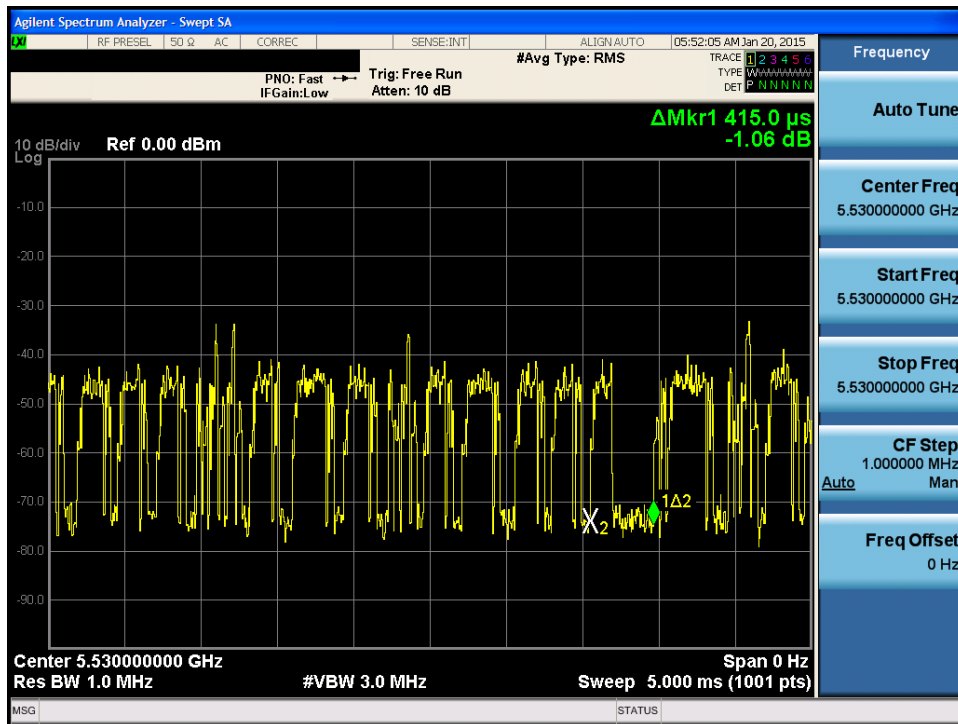 Agilent Spectrum Analyzer - Swept SA
LXI RF PRESEL 50 Ω AC CORREC SENSE:INT ALIGN AUTO 05:52:05 AM Jan 20, 2015
Frequency
#Avg Type: RMS
TRACE 1 2 3 4 5 6
PNO: Fast Trig: Free Run
TYPE WWWWWW
IFGain:Low Atten: 10 dB
DET P N N N N N
Auto Tune
ΔMkr1 415.0 µs
-1.06 dB
10 dB/div Ref 0.00 dBm
Log
Center Freq
5.530000000 GHz
-10.0
-20.0
Start Freq
5.530000000 GHz
-30.0
-40.0
Stop Freq
5.530000000 GHz
-50.0
-60.0
CF Step
1.000000 MHz
Auto Man
-70.0
1Δ2
X2
Freq Offset
0 Hz
-80.0
-90.0
Center 5.530000000 GHz Span 0 Hz
Res BW 1.0 MHz #VBW 3.0 MHz Sweep 5.000 ms (1001 pts)
MSG STATUS